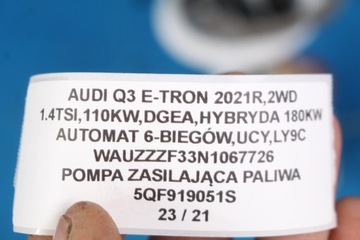 AUDI Q3 E-TRON 2021R,2WD
1.4TSI,110KW,DGEA,HYBRYDA 180KW
AUTOMAT 6-BIEGÓW,UCY,LY9C
WAUZZZF33N1067726
POMPA ZASILAJĄCA PALIWA
5QF919051S
23 / 21